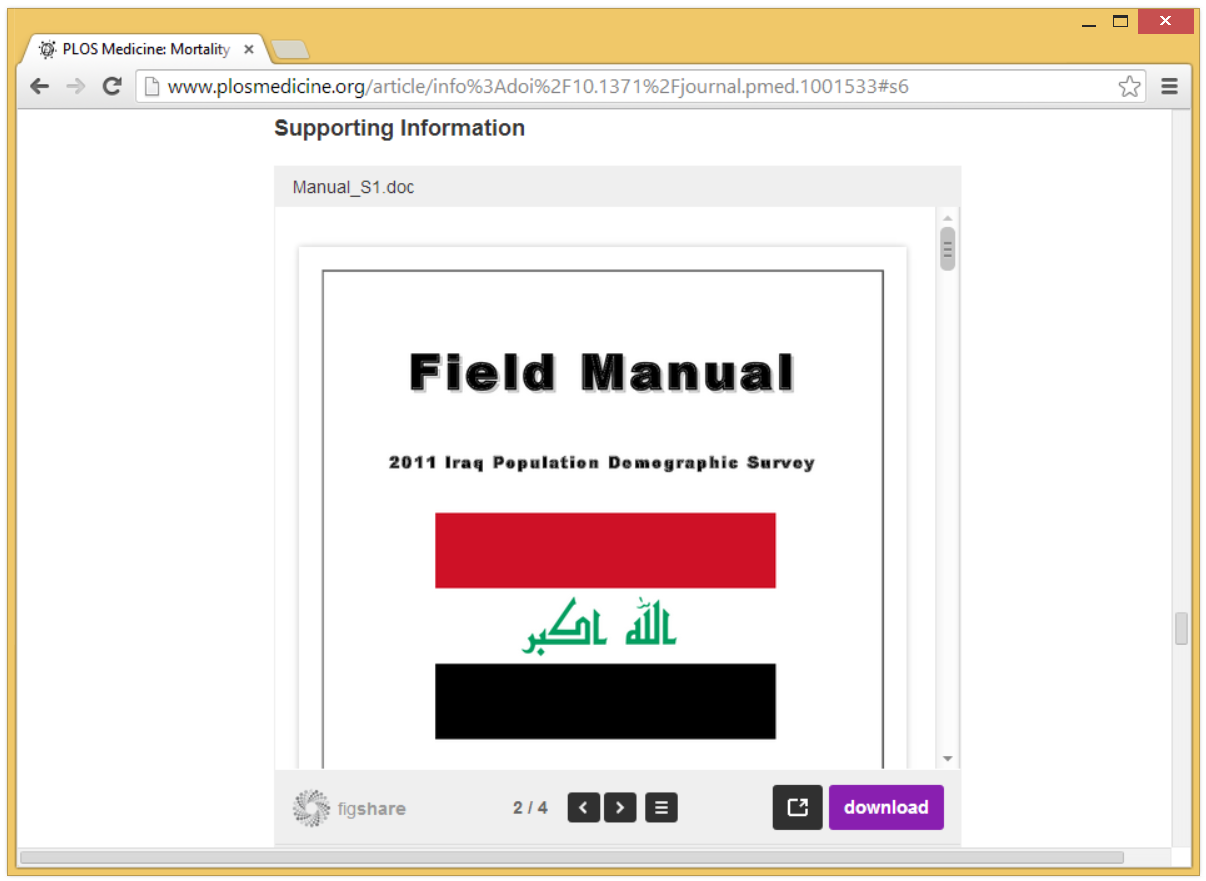 PLOS Medicine: Mortality
www.plosmedicine.org/article/info%3Adoi%2F10.1371%2Fjournal.pmed.1001533#s6
Supporting Information
Manual_S1.doc
Field Manual
2011 Iraq Population Demographic Survey
الله اكبر
figshare
2 / 4
download